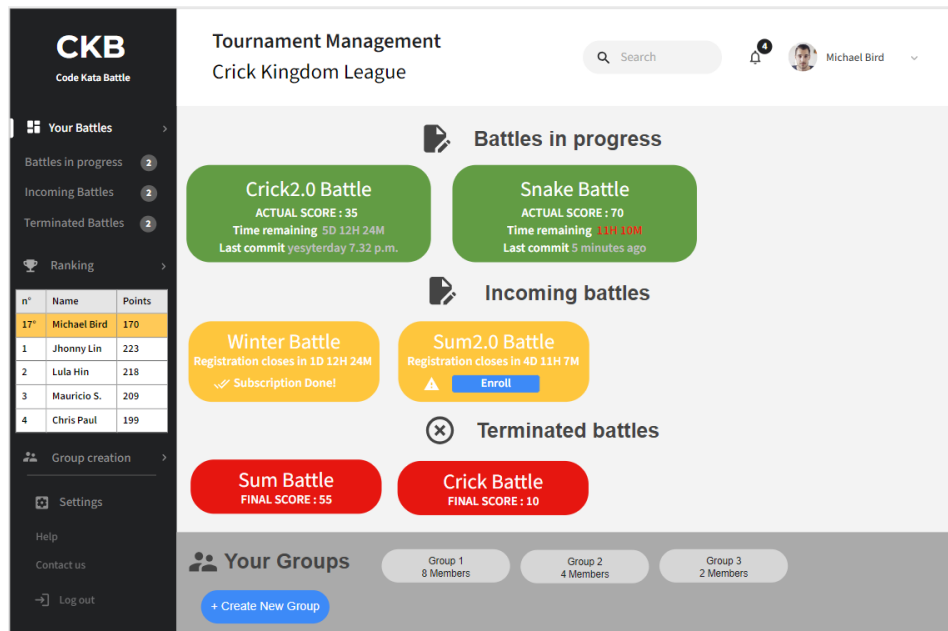 CKB
Code Kata Battle
Your Battles
Battles in progress 2
Incoming Battles 2
Terminated Battles 2
Ranking
n° Name Points
17° Michael Bird 170
1 Jhonny Lin 223
2 Lula Hin 218
3 Mauricio S. 209
4 Chris Paul 199
Group creation
Settings
Help
Contact us
Log out
Tournament Management
Crick Kingdom League
Search
4
Michael Bird
Battles in progress
Crick2.0 Battle
ACTUAL SCORE : 35
Time remaining 5D 12H 24M
Last commit yesyterday 7.32 p.m.
Snake Battle
ACTUAL SCORE : 70
Time remaining 11H 10M
Last commit 5 minutes ago
Incoming battles
Winter Battle
Registration closes in 1D 12H 24M
Subscription Done!
Sum2.0 Battle
Registration closes in 4D 11H 7M
Enroll
Terminated battles
Sum Battle
FINAL SCORE : 55
Crick Battle
FINAL SCORE : 10
Your Groups
Group 1
8 Members
Group 2
4 Members
Group 3
2 Members
+ Create New Group